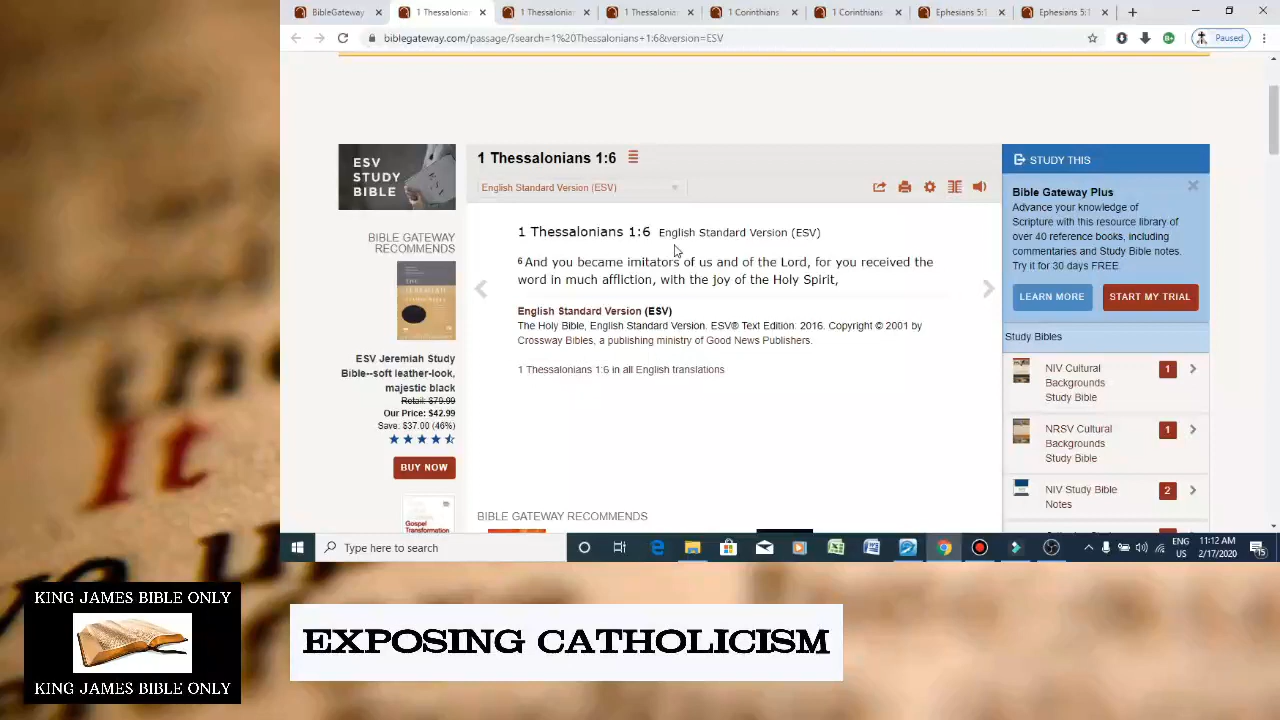 BibleGateway
1 Thessalonia
1 Thessalonia
1 Thessalonia
1 Corinthians
1 Corinthians
Ephesians 5:1
Ephesians 5:1
biblegateway.com/passage/?search=1%20Thessalonians+1:6&version=ESV
Paused
ESV
STUDY
BIBLE
BIBLE GATEWAY
RECOMMENDS
ESV Jeremiah Study
Bible--soft leather-look,
majestic black
Retail: $79.99
Our Price: $42.99
Save: $37.00 (46%)
BUY NOW
Gospel
Transformation
1 Thessalonians 1:6
English Standard Version (ESV)
1 Thessalonians 1:6 English Standard Version (ESV)
6 And you became imitators of us and of the Lord, for you received the
word in much affliction, with the joy of the Holy Spirit,
English Standard Version (ESV)
The Holy Bible, English Standard Version. ESV® Text Edition: 2016. Copyright © 2001 by
Crossway Bibles, a publishing ministry of Good News Publishers.
1 Thessalonians 1:6 in all English translations
BIBLE GATEWAY RECOMMENDS
STUDY THIS
Bible Gateway Plus
Advance your knowledge of
Scripture with this resource library of
over 40 reference books, including
commentaries and Study Bible notes.
Try it for 30 days FREE
LEARN MORE
START MY TRIAL
Study Bibles
NIV Cultural
Backgrounds
Study Bible
1
NRSV Cultural
Backgrounds
Study Bible
1
NIV Study Bible
Notes
2
Type here to search
ENG
US
11:12 AM
2/17/2020
15
It
KING JAMES BIBLE ONLY
KING JAMES BIBLE ONLY
EXPOSING CATHOLICISM